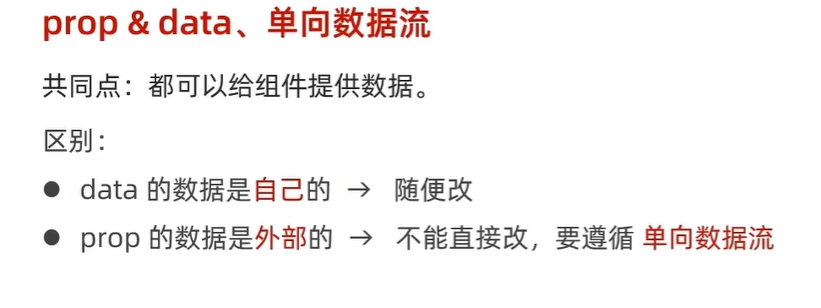 prop & data、单向数据流
共同点：都可以给组件提供数据。
区别：
● data 的数据是自己的 → 随便改
● prop 的数据是外部的 → 不能直接改，要遵循 单向数据流